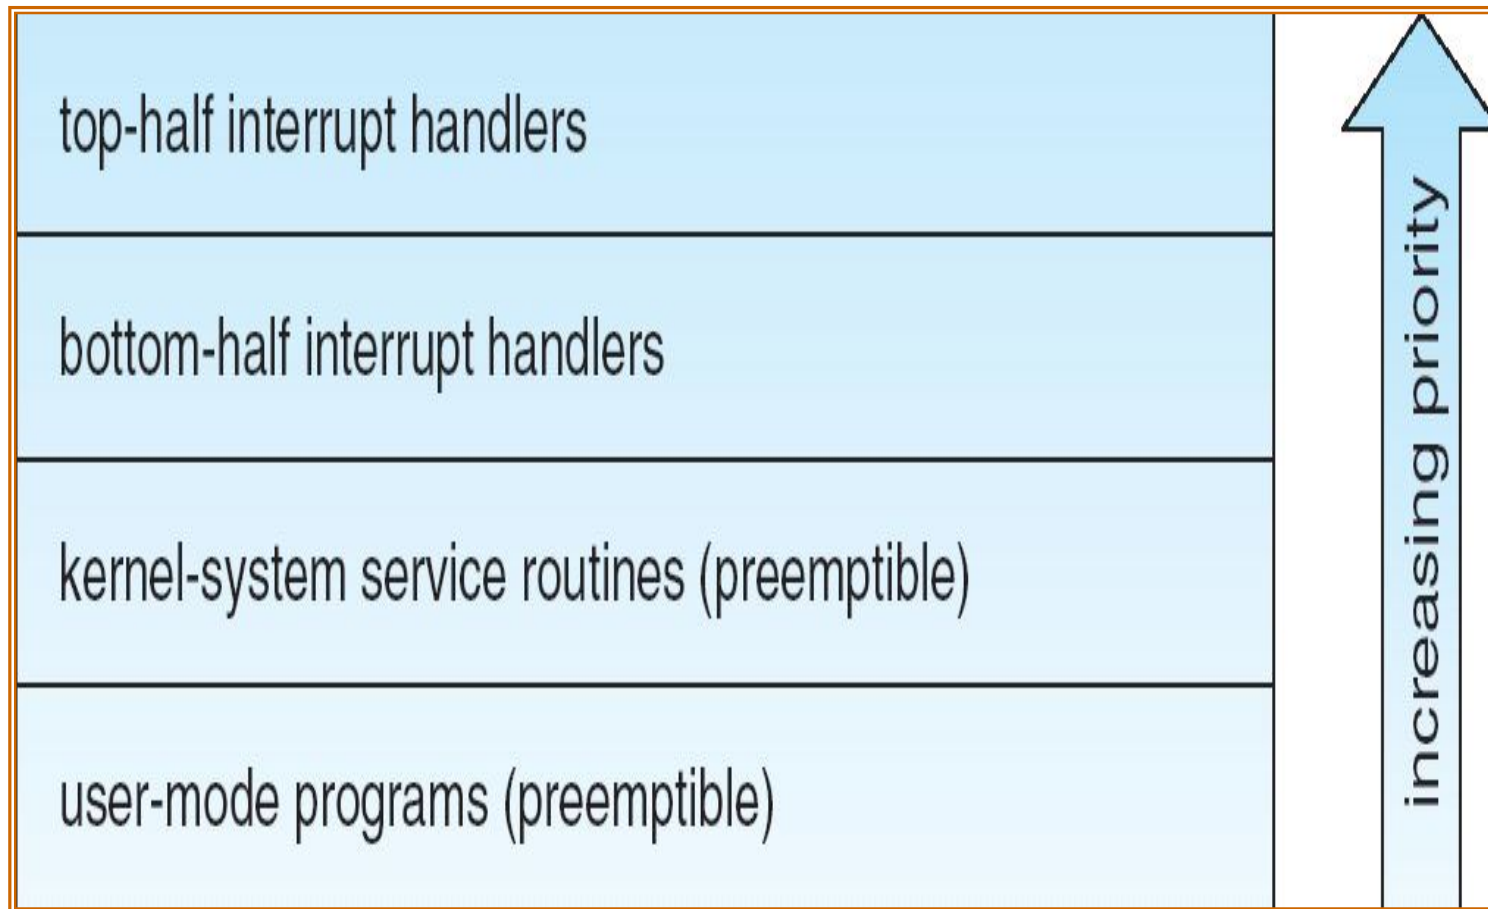 top-half interrupt handlers
bottom-half interrupt handlers
kernel-system service routines (preemptible)
user-mode programs (preemptible)
increasing priority